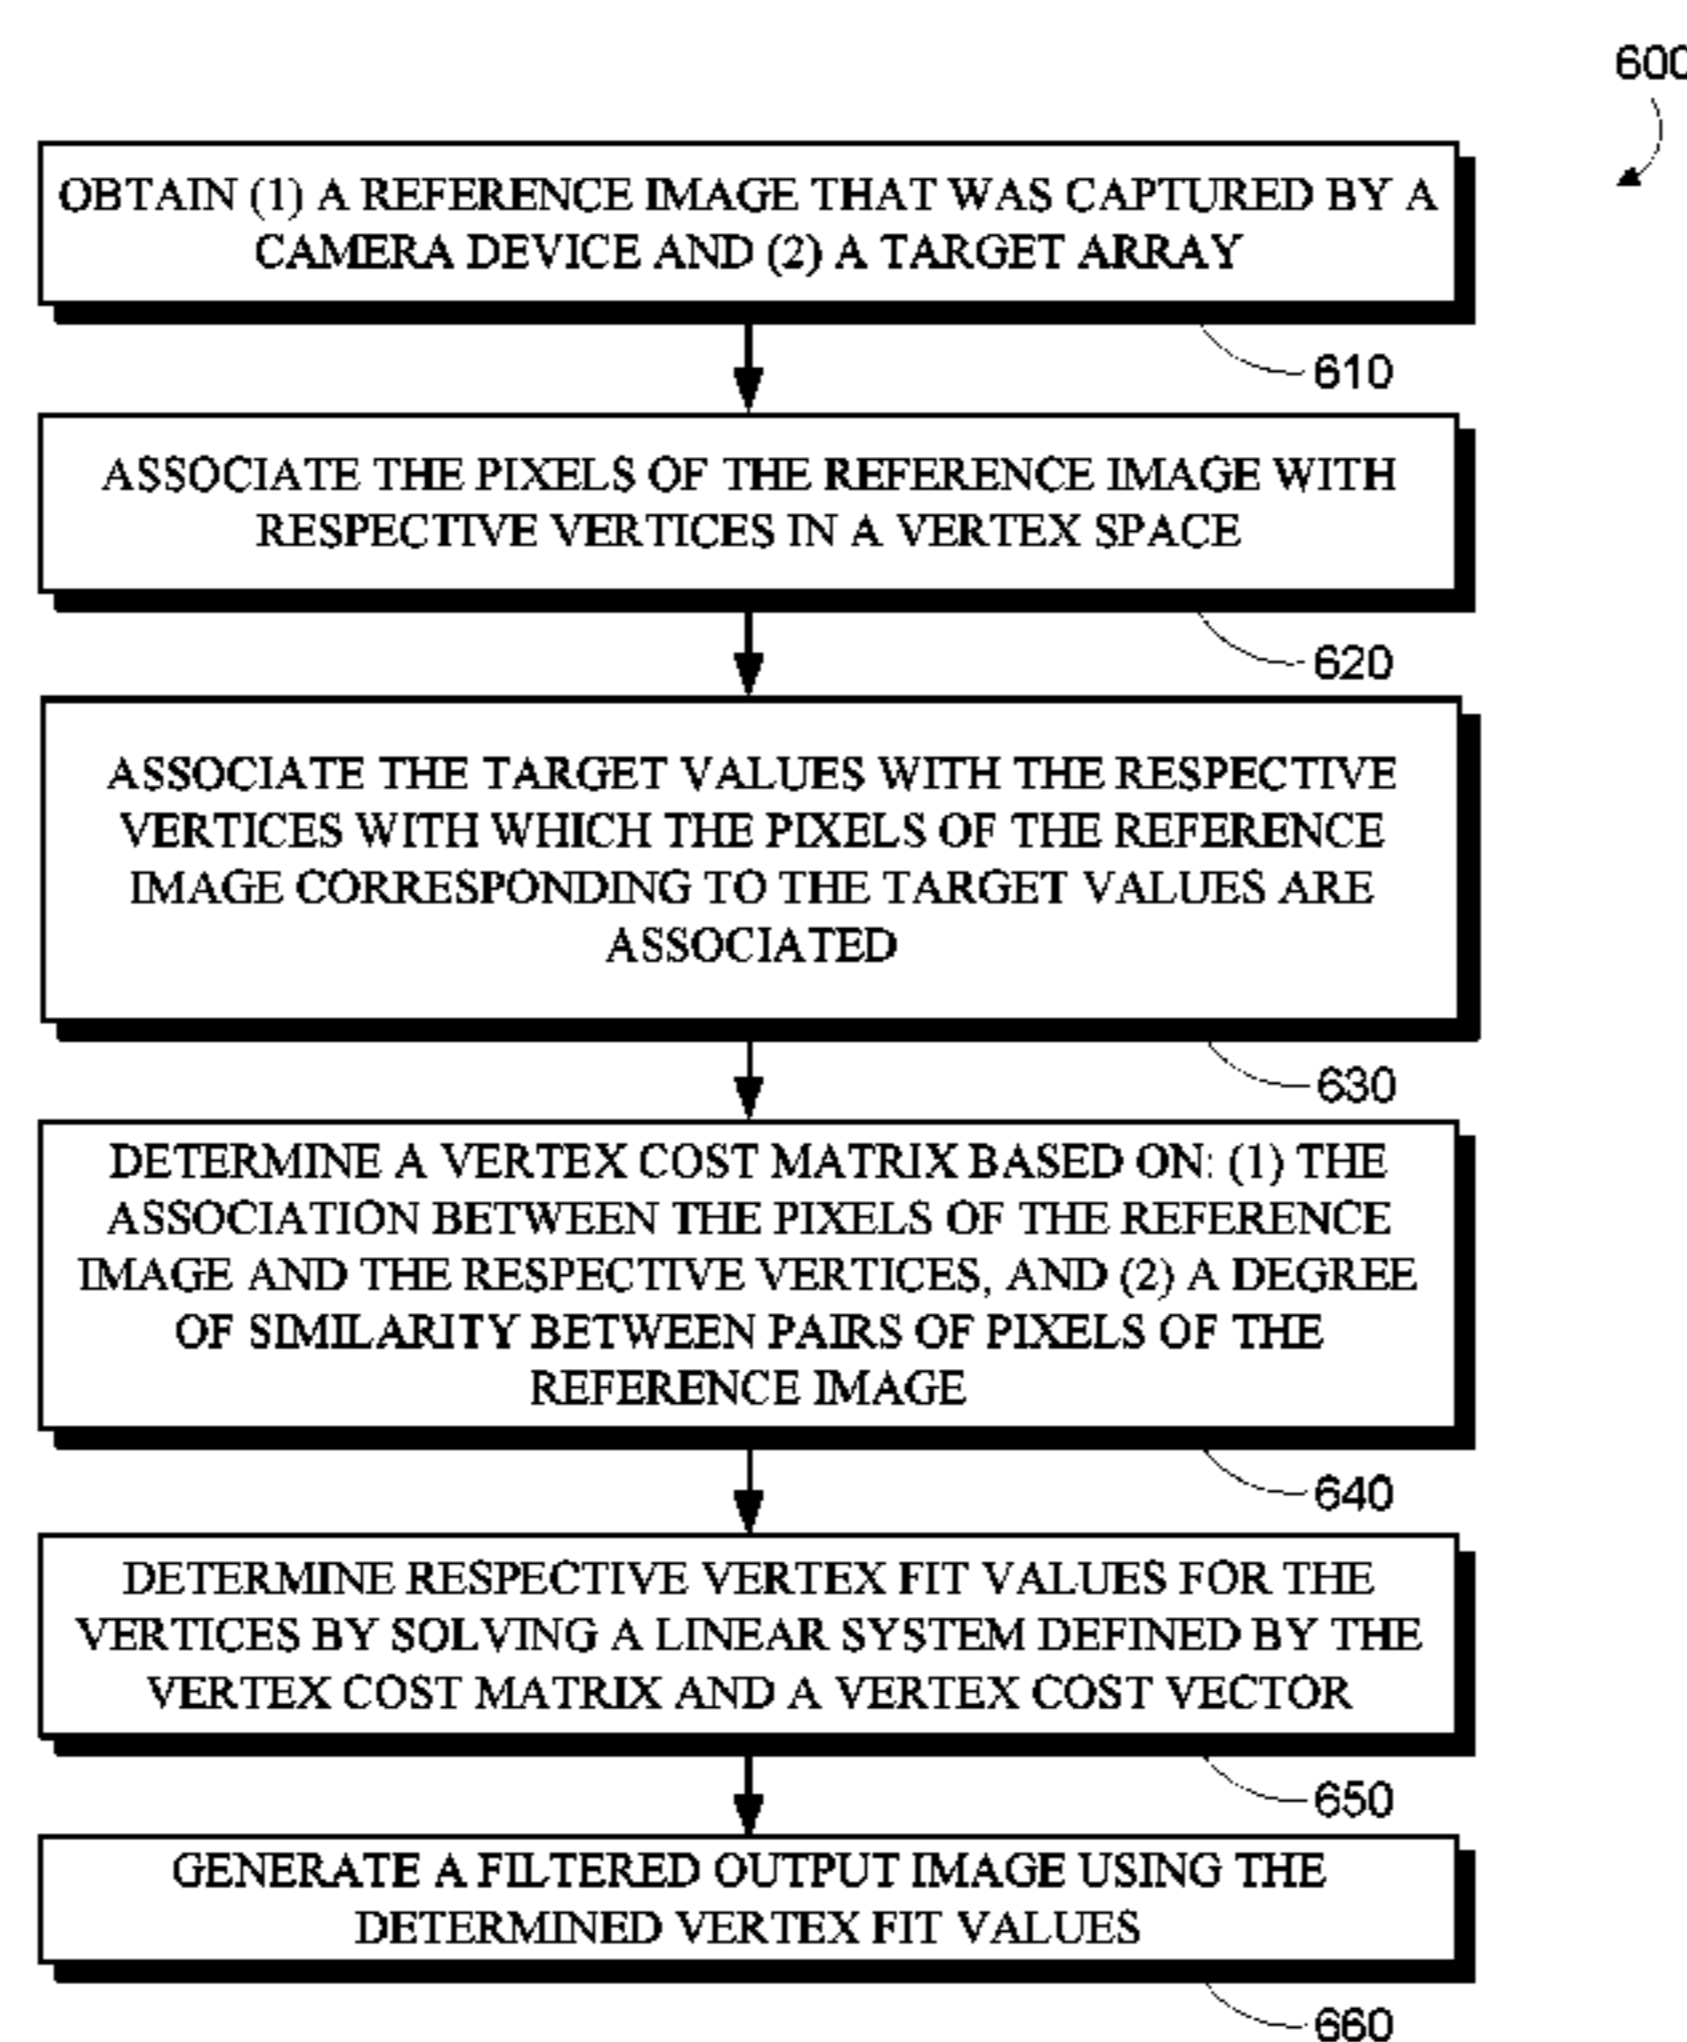 600
OBTAIN (1) A REFERENCE IMAGE THAT WAS CAPTURED BY A
CAMERA DEVICE AND (2) A TARGET ARRAY
610
ASSOCIATE THE PIXELS OF THE REFERENCE IMAGE WITH
RESPECTIVE VERTICES IN A VERTEX SPACE
620
ASSOCIATE THE TARGET VALUES WITH THE RESPECTIVE
VERTICES WITH WHICH THE PIXELS OF THE REFERENCE
IMAGE CORRESPONDING TO THE TARGET VALUES ARE
ASSOCIATED
630
DETERMINE A VERTEX COST MATRIX BASED ON: (1) THE
ASSOCIATION BETWEEN THE PIXELS OF THE REFERENCE
IMAGE AND THE RESPECTIVE VERTICES, AND (2) A DEGREE
OF SIMILARITY BETWEEN PAIRS OF PIXELS OF THE
REFERENCE IMAGE
640
DETERMINE RESPECTIVE VERTEX FIT VALUES FOR THE
VERTICES BY SOLVING A LINEAR SYSTEM DEFINED BY THE
VERTEX COST MATRIX AND A VERTEX COST VECTOR
650
GENERATE A FILTERED OUTPUT IMAGE USING THE
DETERMINED VERTEX FIT VALUES
660